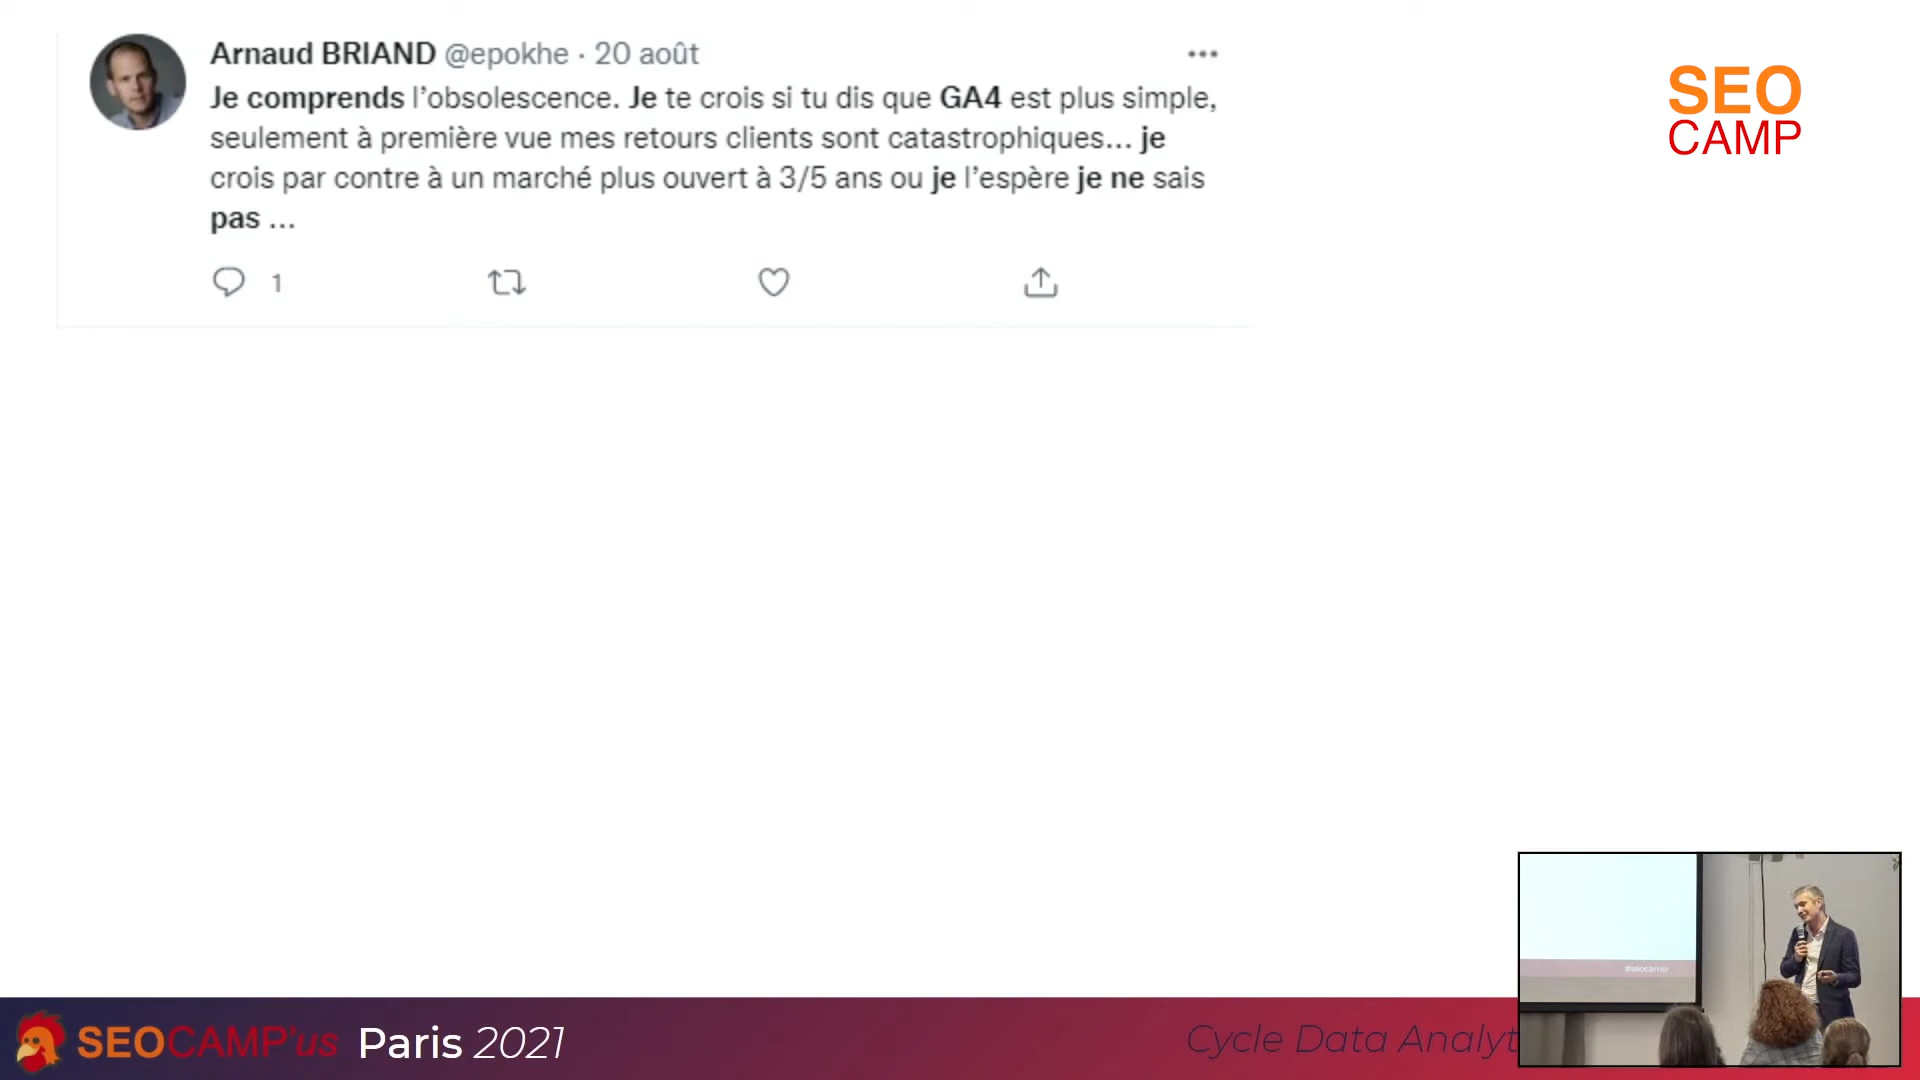 Arnaud BRIAND @epokhe · 20 août
Je comprends l’obsolescence. Je te crois si tu dis que GA4 est plus simple,
seulement à première vue mes retours clients sont catastrophiques... je
crois par contre à un marché plus ouvert à 3/5 ans ou je l’espère je ne sais
pas ...
1
SEO
CAMP
SEOCAMP'us Paris 2021
Cycle Data Analyt
#seocamp